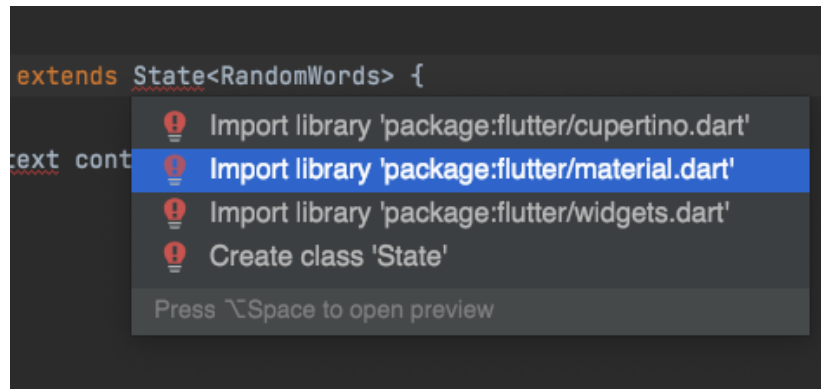 extends State<RandomWords> {
Import library 'package:flutter/cupertino.dart'
text cont
Import library 'package:flutter/material.dart'
Import library 'package:flutter/widgets.dart'
Create class 'State'
Press ⌥Space to open preview